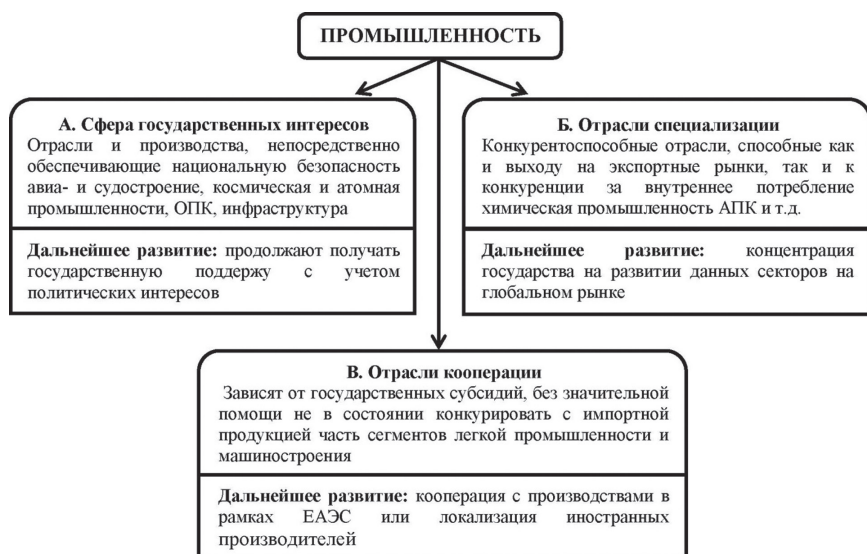 ПРОМЫШЛЕННОСТЬ
А. Сфера государственных интересов
Отрасли и производства, непосредственно
обеспечивающие национальную безопасность
авиа- и судостроение, космическая и атомная
промышленности, ОПК, инфраструктура
Дальнейшее развитие: продолжают получать
государственную поддержу с учетом
политических интересов
Б. Отрасли специализации
Конкурентоспособные отрасли, способные как
и выходу на экспортные рынки, так и к
конкуренции за внутреннее потребление
химическая промышленность АПК и т.д.
Дальнейшее развитие: концентрация
государства на развитии данных секторов на
глобальном рынке
В. Отрасли кооперации
Зависят от государственных субсидий, без значительной
помощи не в состоянии конкурировать с импортной
продукцией часть сегментов легкой промышленности и
машиностроения
Дальнейшее развитие: кооперация с производствами в
рамках ЕАЭС или локализация иностранных
производителей